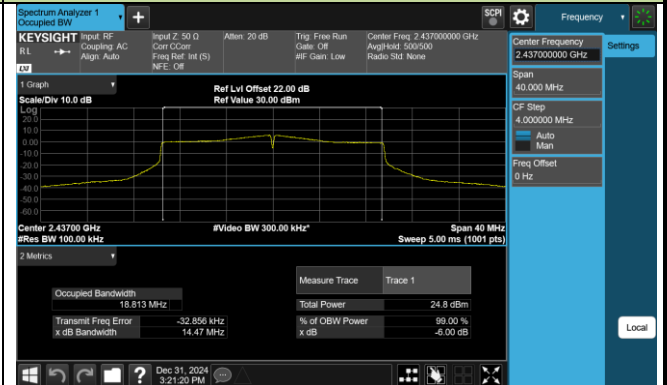 Spectrum Analyzer 1
Occupied BW
SCPI
Frequency
KEYSIGHT
RL
Input: RF
Coupling: AC
Align: Auto
Input Z: 50 Ω
Corr CCorr
Freq Ref: Int (S)
NFE: Off
Atten: 20 dB
Trig: Free Run
Gate: Off
#IF Gain: Low
Center Freq: 2.437000000 GHz
Avg|Hold: 500/500
Radio Std: None
Center Frequency
2.437000000 GHz
Settings
Span
40.000 MHz
CF Step
4.000000 MHz
Auto
Man
Freq Offset
0 Hz
Local
1 Graph
Scale/Div 10.0 dB
Ref Lvl Offset 22.00 dB
Ref Value 30.00 dBm
Log
20.0
10.0
0.00
-10.0
-20.0
-30.0
-40.0
-50.0
-60.0
Center 2.43700 GHz
#Video BW 300.00 kHz*
Span 40 MHz
#Res BW 100.00 kHz
Sweep 5.00 ms (1001 pts)
2 Metrics
Measure Trace
Trace 1
Occupied Bandwidth
18.813 MHz
Total Power
24.8 dBm
Transmit Freq Error
-32.856 kHz
% of OBW Power
99.00 %
x dB Bandwidth
14.47 MHz
x dB
-6.00 dB
Dec 31, 2024
3:21:20 PM